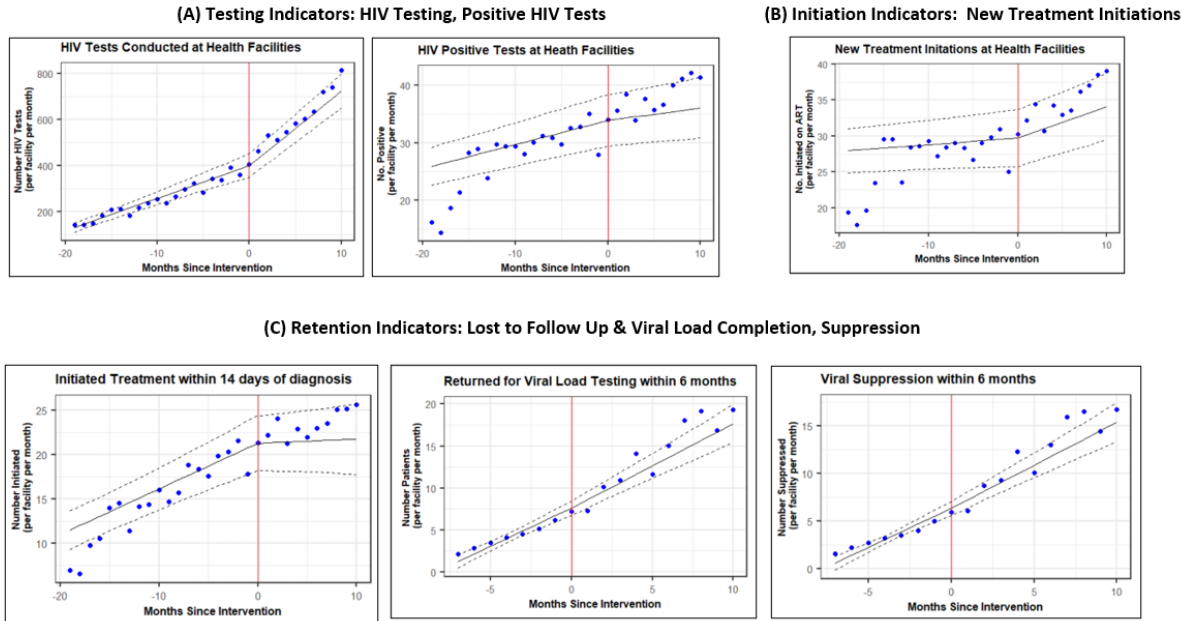 (A) Testing Indicators: HIV Testing, Positive HIV Tests
(B) Initiation Indicators:  New Treatment Initiations
HIV Tests Conducted at Health Facilities
Number HIV Tests
(per facility per month)
800
600
400
200
-20
-10
0
10
Months Since Intervention
HIV Positive Tests at Heath Facilities
No. Positive
(per facility per month)
40
30
20
-20
-10
0
10
Months Since Intervention
New Treatment Initations at Health Facilities
No. Initiated on ART
(per facility per month)
40
35
30
25
20
-20
-10
0
10
Months Since Intervention
(C) Retention Indicators: Lost to Follow Up & Viral Load Completion, Suppression
Initiated Treatment within 14 days of diagnosis
Number Initiated
(per facility per month)
25
20
15
10
-20
-10
0
10
Months Since Intervention
Returned for Viral Load Testing within 6 months
Number Patients
(per facility per month)
20
15
10
5
0
-5
0
5
10
Months Since Intervention
Viral Suppression within 6 months
Number Suppressed
(per facility per month)
15
10
5
0
-5
0
5
10
Months Since Intervention